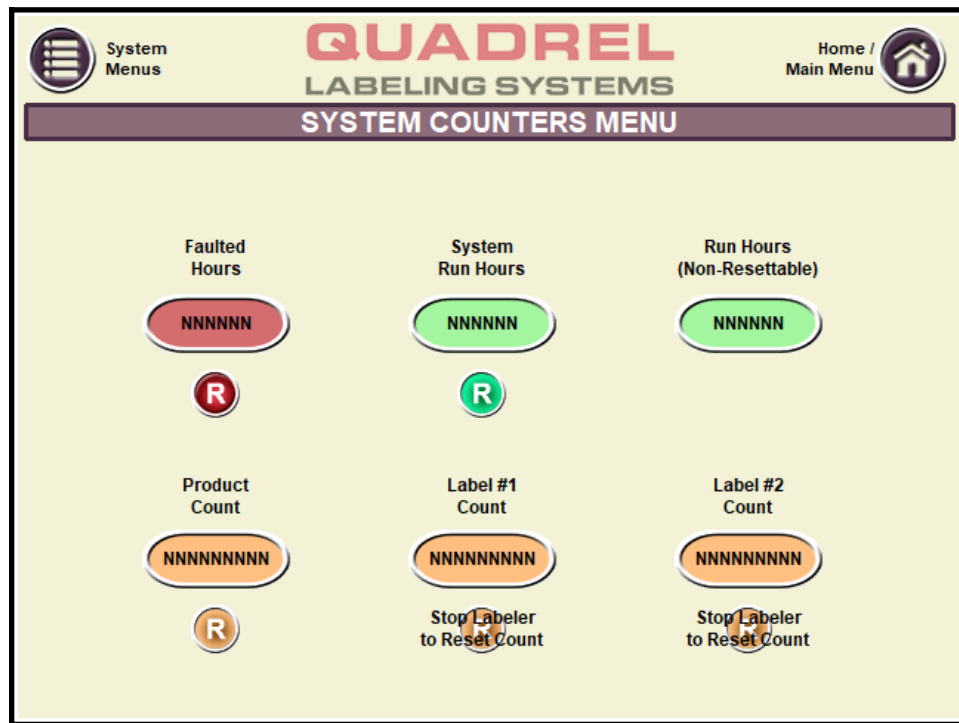 System
Menus
QUADREL
LABELING SYSTEMS
Home /
Main Menu
SYSTEM COUNTERS MENU
Faulted
Hours
System
Run Hours
Run Hours
(Non-Resettable)
NNNNNN
NNNNNN
NNNNNN
R
R
Product
Count
Label #1
Count
Label #2
Count
NNNNNNNNN
NNNNNNNNN
NNNNNNNNN
R
Stop Labeler
to Reset Count
R
Stop Labeler
to Reset Count
R